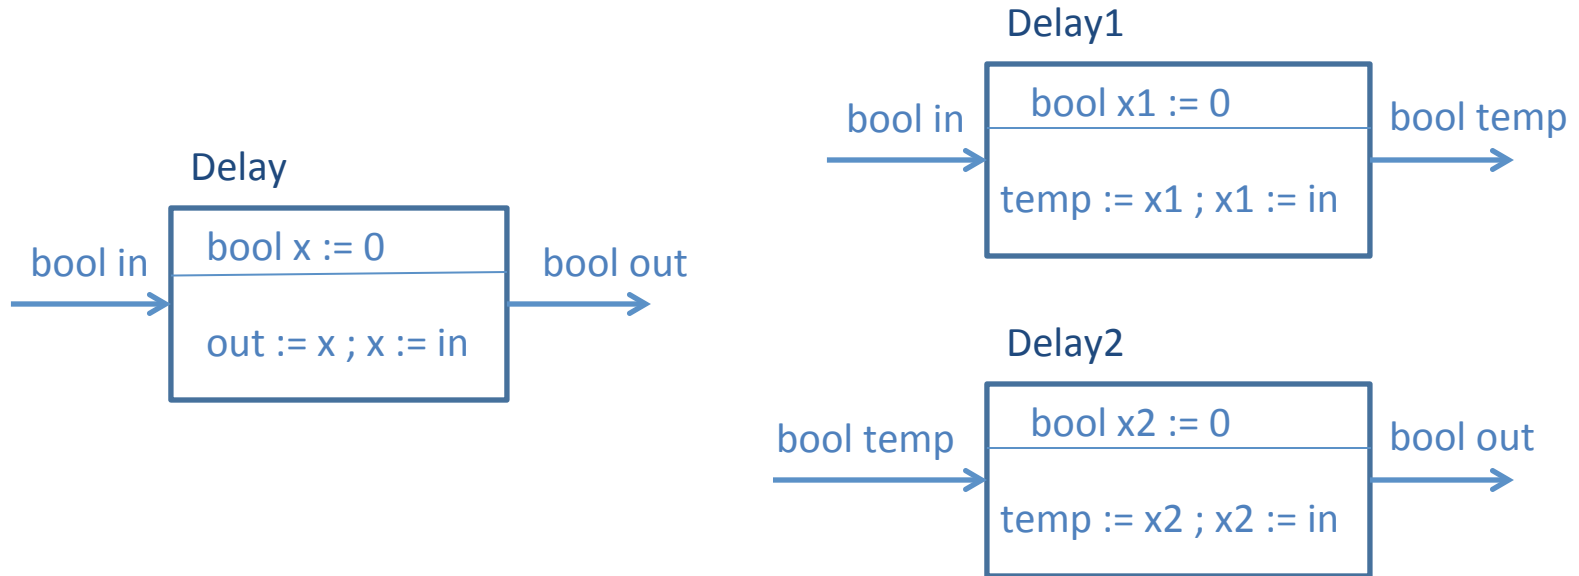 Delay
bool in
bool x := 0
bool out
out := x ; x := in
Delay1
bool in
bool x1 := 0
bool temp
temp := x1 ; x1 := in
Delay2
bool temp
bool x2 := 0
bool out
temp := x2 ; x2 := in